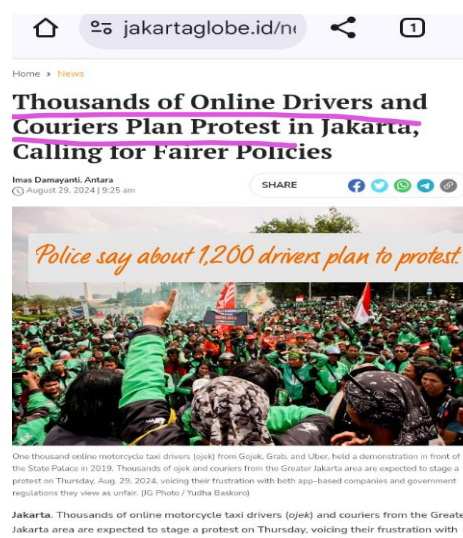 jakartaglobe.id/n
1
Home » News
Thousands of Online Drivers and
Couriers Plan Protest in Jakarta,
Calling for Fairer Policies
Imas Damayanti, Antara
August 29, 2024 | 9:25 am
SHARE
Police say about 1,200 drivers plan to protest.
One thousand online motorcycle taxi drivers (ojek) from Gojek, Grab, and Uber, held a demonstration in front of
the State Palace in 2019. Thousands of ojek and couriers from the Greater Jakarta area are expected to stage a
protest on Thursday, Aug. 29, 2024, voicing their frustration with both app-based companies and government
regulations they view as unfair. (JG Photo / Yudha Baskoro)
Jakarta. Thousands of online motorcycle taxi drivers (ojek) and couriers from the Greate
Jakarta area are expected to stage a protest on Thursday, voicing their frustration with